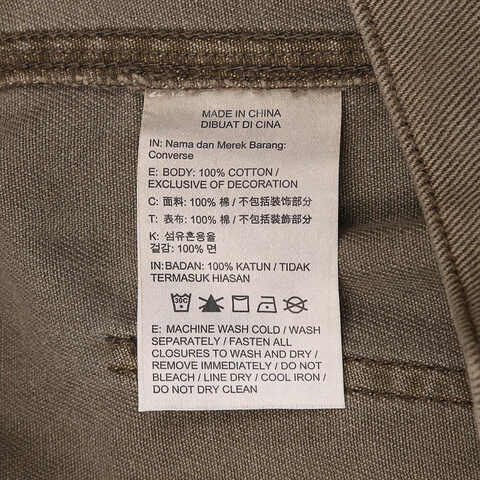 MADE IN CHINA
DIBUAT DI CINA
IN: Nama dan Merek Barang:
Converse
E: BODY: 100% COTTON /
EXCLUSIVE OF DECORATION
C: 面料: 100% 棉 / 不包括装饰部分
T: 表布: 100% 棉 / 不包括裝飾部分
K: 섬유혼용율
겉감: 100% 면
IN: BADAN: 100% KATUN / TIDAK
TERMASUK HIASAN
30C
E: MACHINE WASH COLD / WASH
SEPARATELY / FASTEN ALL
CLOSURES TO WASH AND DRY /
REMOVE IMMEDIATELY / DO NOT
BLEACH / LINE DRY / COOL IRON /
DO NOT DRY CLEAN